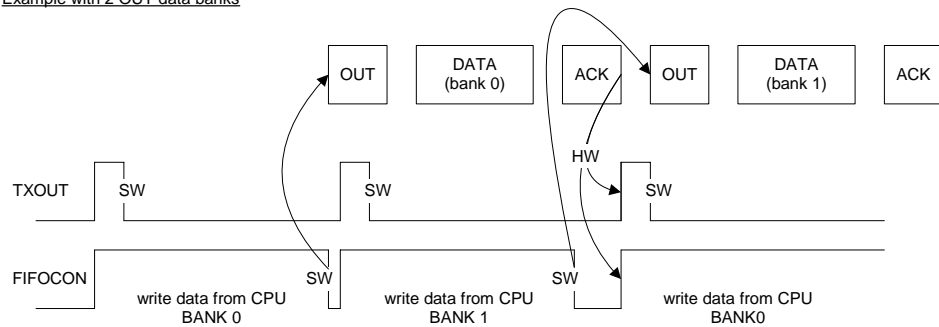 Example with 2 OUT data banks
OUT
DATA
(bank 0)
ACK
OUT
DATA
(bank 1)
ACK
HW
TXOUT
SW
SW
SW
FIFOCON
SW
SW
write data from CPU
BANK 0
write data from CPU
BANK 1
write data from CPU
BANK0